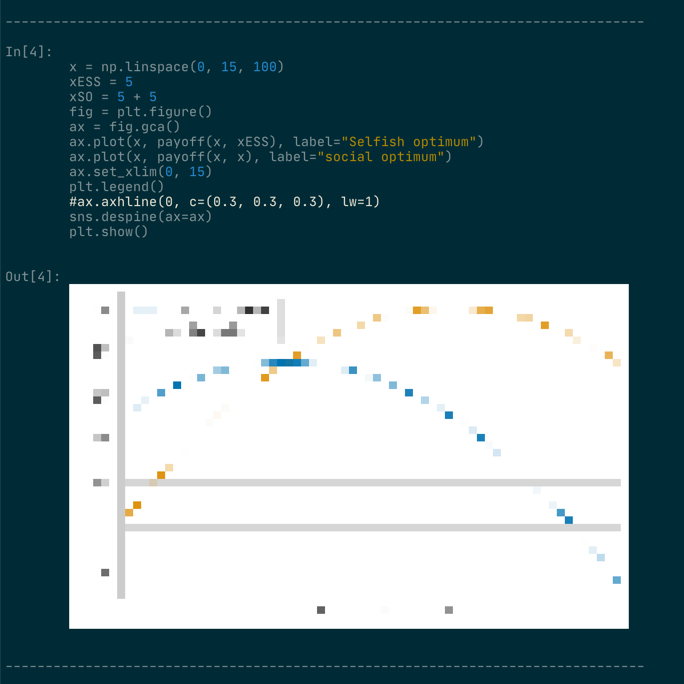 In[4]:
x = np.linspace(0, 15, 100)
xESS = 5
xSO = 5 + 5
fig = plt.figure()
ax = fig.gca()
ax.plot(x, payoff(x, xESS), label="Selfish optimum")
ax.plot(x, payoff(x, x), label="social optimum")
ax.set_xlim(0, 15)
plt.legend()
#ax.axhline(0, c=(0.3, 0.3, 0.3), lw=1)
sns.despine(ax=ax)
plt.show()
Out[4]: